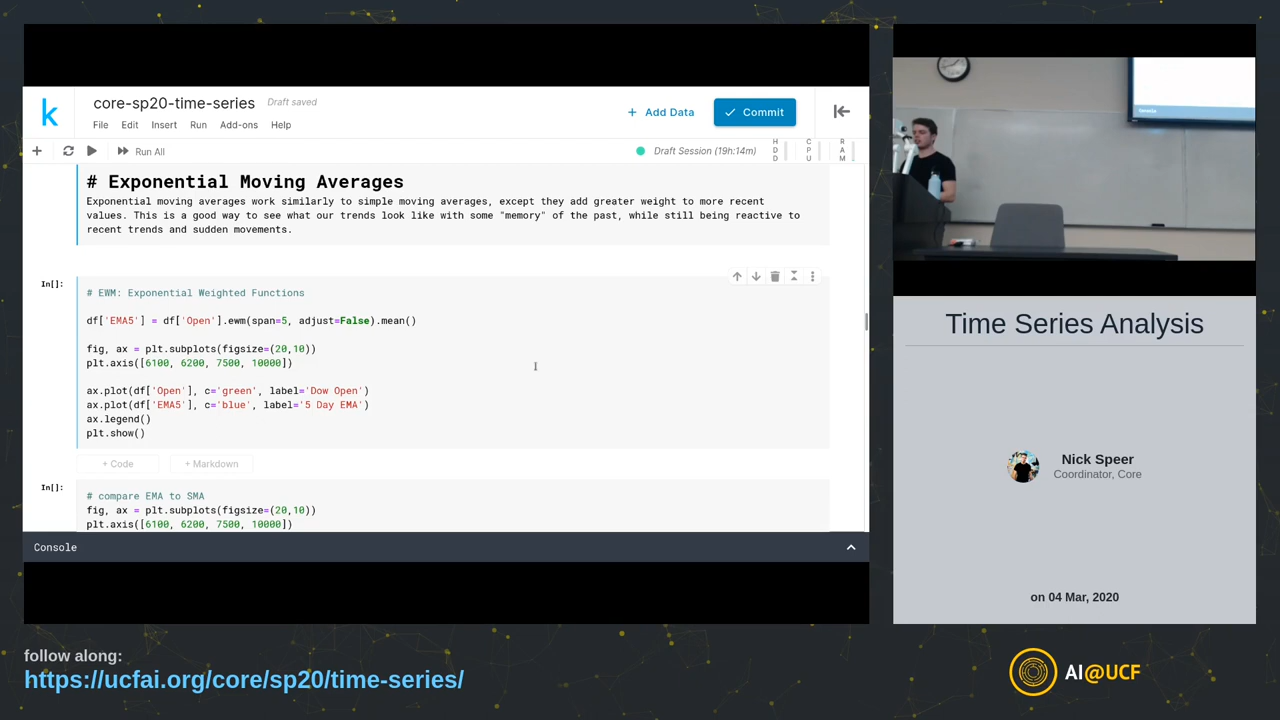 core-sp20-time-series
Draft saved
File Edit Insert Run Add-ons Help
+ Add Data
Commit
Run All
Draft Session (19h:14m)
HDD
CPU
RAM
# Exponential Moving Averages
Exponential moving averages work similarly to simple moving averages, except they add greater weight to more recent
values. This is a good way to see what our trends look like with some "memory" of the past, while still being reactive to
recent trends and sudden movements.
In[]:
# EWM: Exponential Weighted Functions
df['EMA5'] = df['Open'].ewm(span=5, adjust=False).mean()
fig, ax = plt.subplots(figsize=(20,10))
plt.axis([6100, 6200, 7500, 10000])
ax.plot(df['Open'], c='green', label='Dow Open')
ax.plot(df['EMA5'], c='blue', label='5 Day EMA')
ax.legend()
plt.show()
+ Code + Markdown
In[]:
# compare EMA to SMA
fig, ax = plt.subplots(figsize=(20,10))
plt.axis([6100, 6200, 7500, 10000])
Console
Time Series Analysis
Nick Speer
Coordinator, Core
on 04 Mar, 2020
follow along:
https://ucfai.org/core/sp20/time-series/
AI@UCF